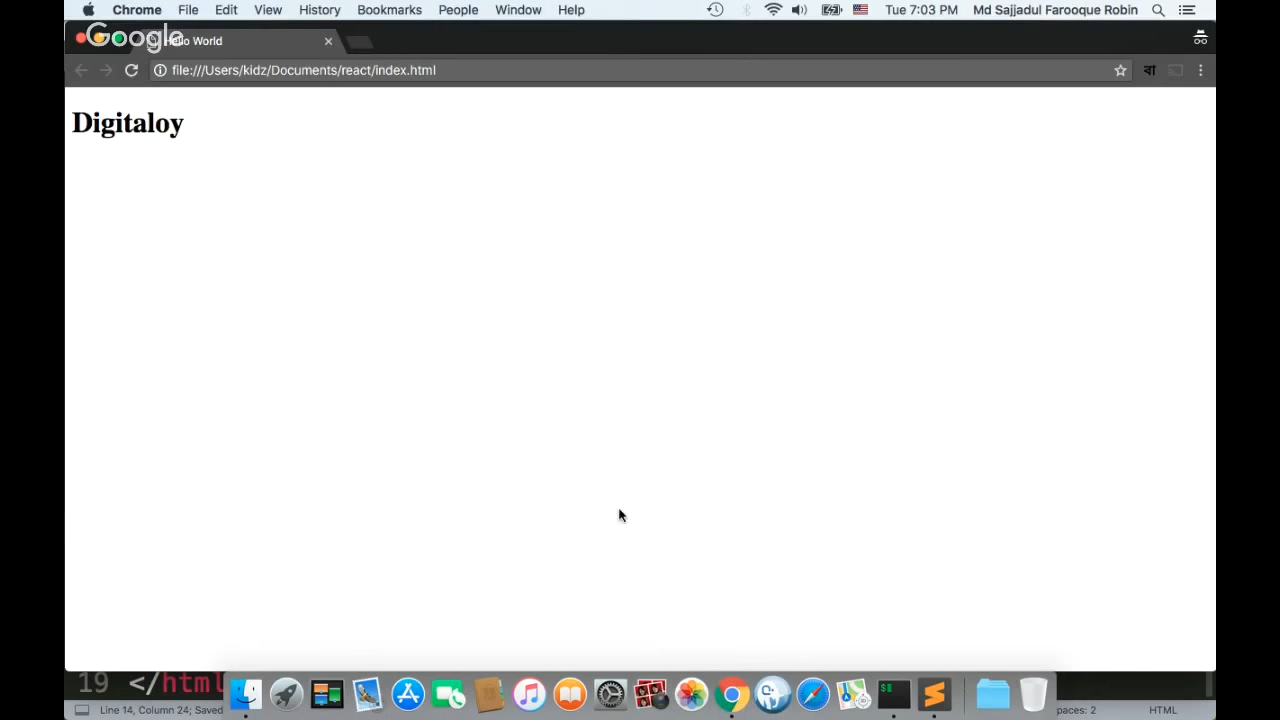 Chrome File Edit View History Bookmarks People Window Help Tue 7:03 PM Md Sajjadul Farooque Robin
Google
Hello World
file:///Users/kidz/Documents/react/index.html
বা
Digitaloy
19 </html
Line 14, Column 24; Saved
paces: 2 HTML